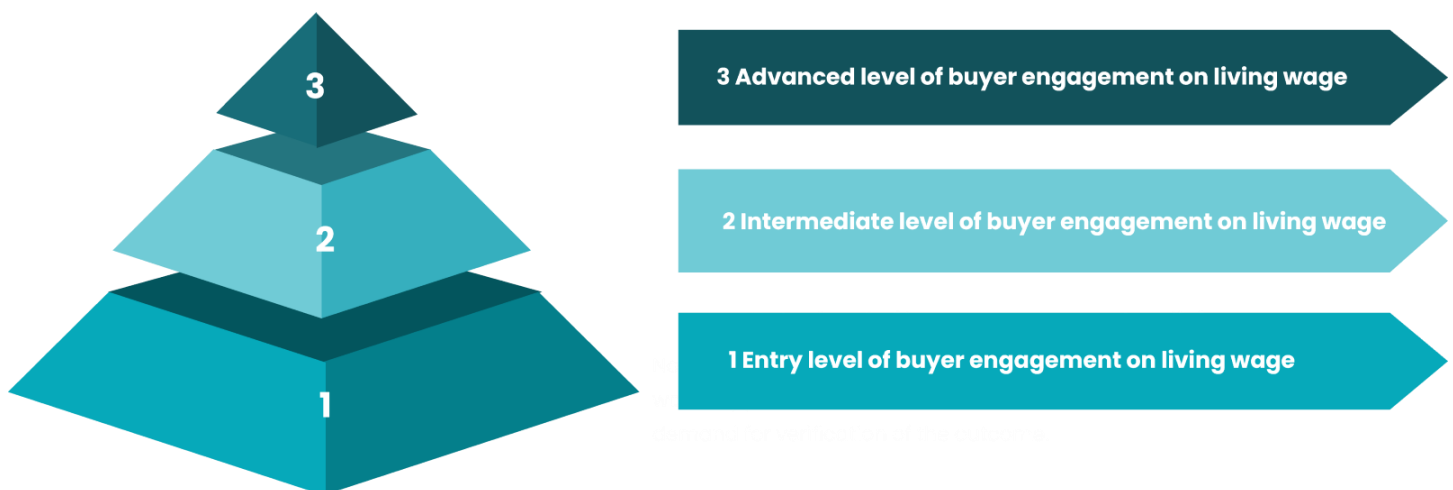 3
3 Advanced level of buyer engagement on living wage
2
2 Intermediate level of buyer engagement on living wage
1
1 Entry level of buyer engagement on living wage